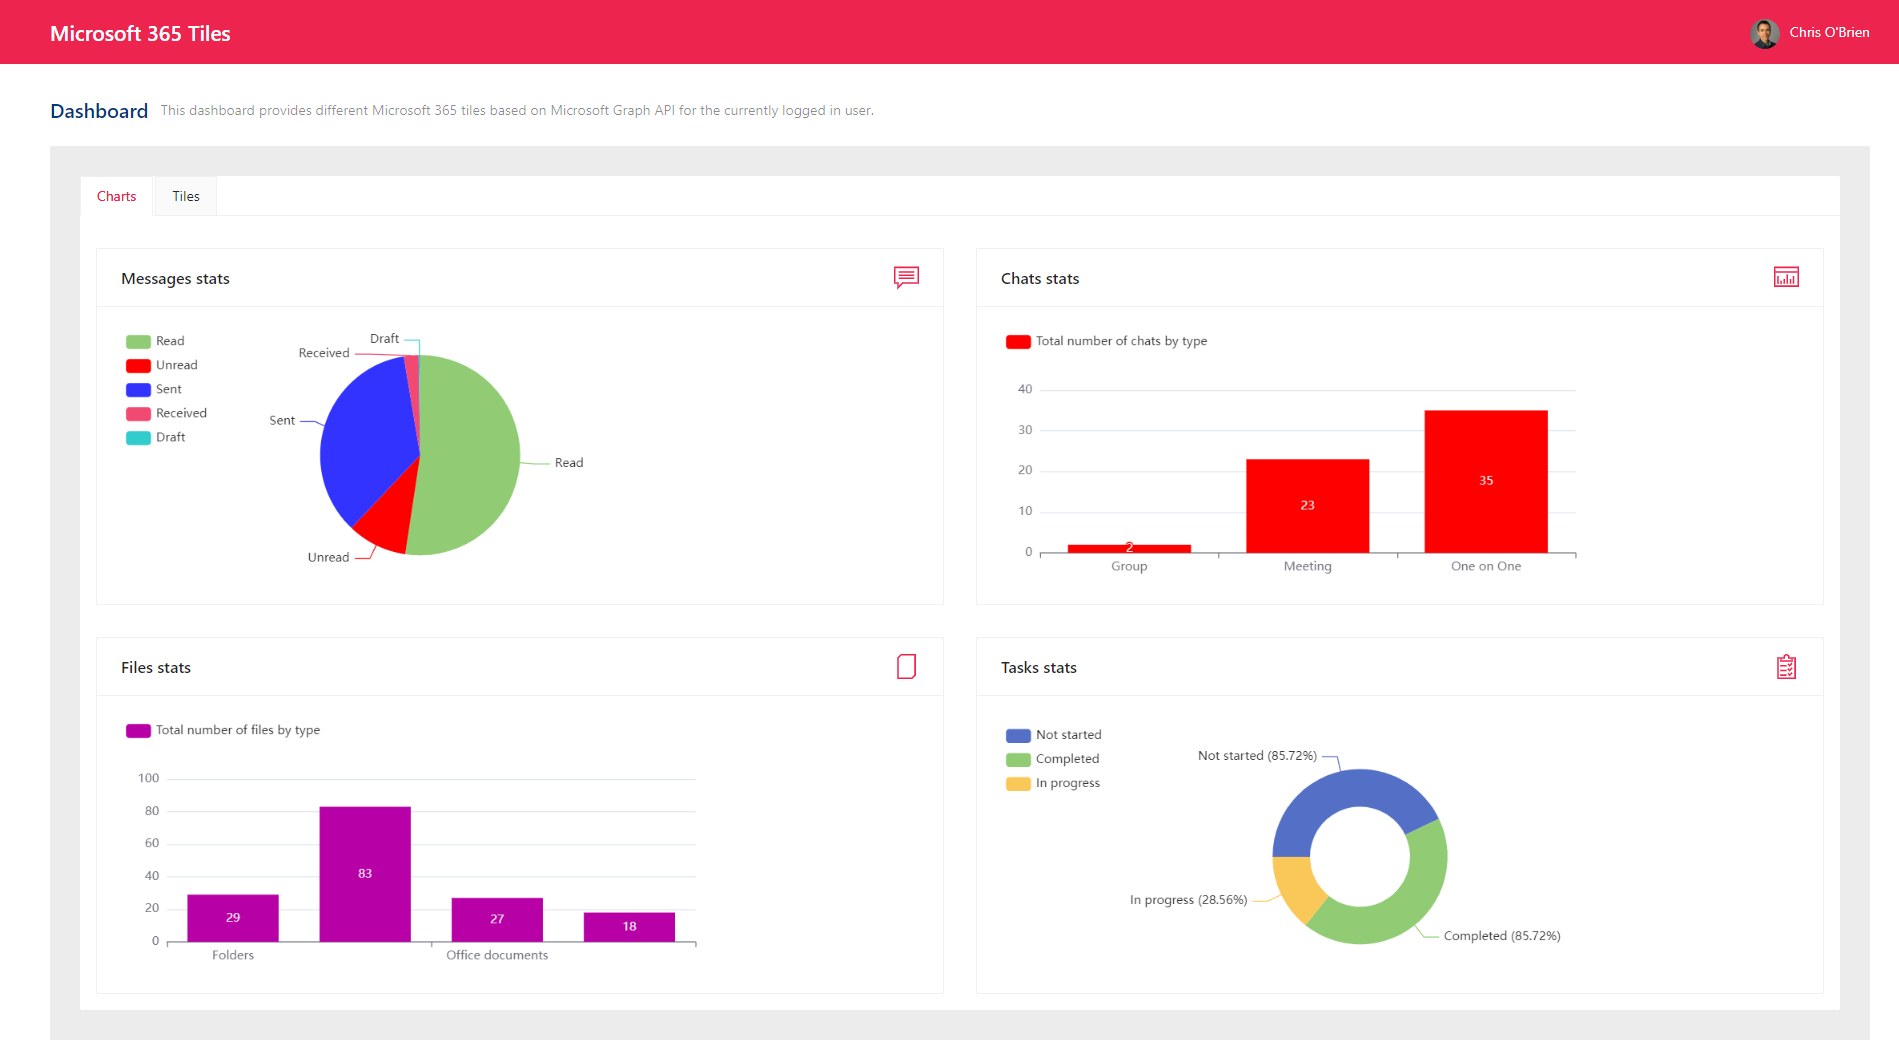 Microsoft 365 Tiles
Chris O'Brien
Dashboard This dashboard provides different Microsoft 365 tiles based on Microsoft Graph API for the currently logged in user.
Charts Tiles
Messages stats
Read
Unread
Sent
Received
Draft
Draft
Received
Sent
Read
Unread
Chats stats
Total number of chats by type
40
30
20
10
0
2
23
35
Group Meeting One on One
Files stats
Total number of files by type
100
80
60
40
20
0
29
83
27
18
Folders Office documents
Tasks stats
Not started
Completed
In progress
Not started (85.72%)
In progress (28.56%)
Completed (85.72%)